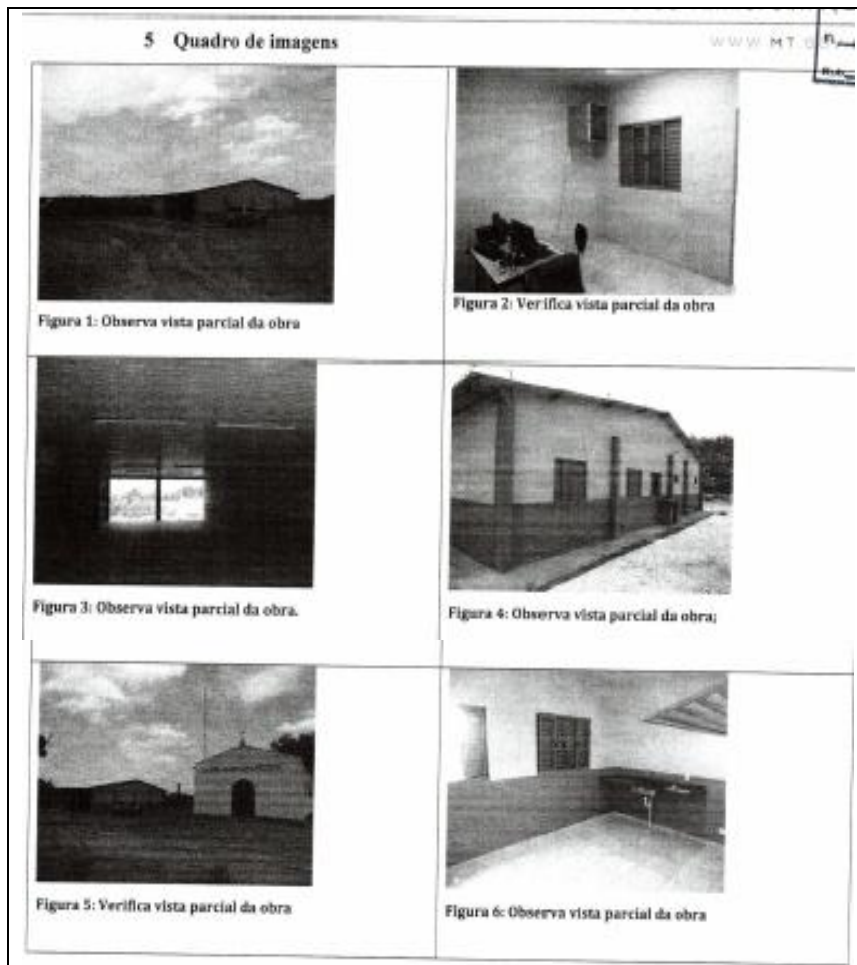 5 Quadro de imagens
WWW.MT.
Figura 1: Observa vista parcial da obra
Figura 2: Verifica vista parcial da obra
Figura 3: Observa vista parcial da obra.
Figura 4: Observa vista parcial da obra;
Figura 5: Verifica vista parcial da obra
Figura 6: Observa vista parcial da obra